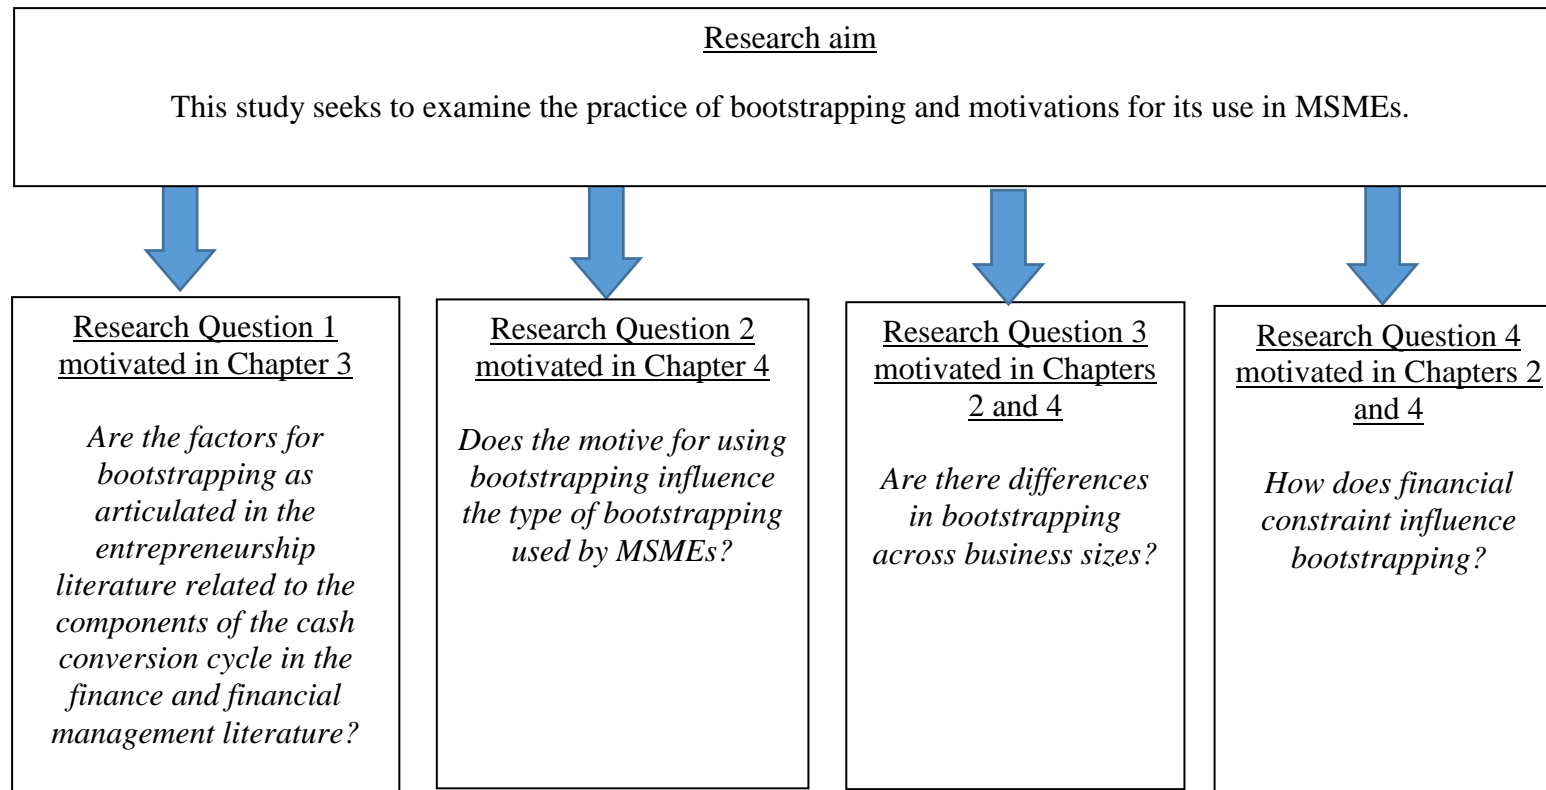 Research aim
This study seeks to examine the practice of bootstrapping and motivations for its use in MSMEs.
Research Question 1
motivated in Chapter 3
Are the factors for
bootstrapping as
articulated in the
entrepreneurship
literature related to the
components of the cash
conversion cycle in the
finance and financial
management literature?
Research Question 2
motivated in Chapter 4
Does the motive for using
bootstrapping influence
the type of bootstrapping
used by MSMEs?
Research Question 3
motivated in Chapters
2 and 4
Are there differences
in bootstrapping
across business sizes?
Research Question 4
motivated in Chapters 2
and 4
How does financial
constraint influence
bootstrapping?